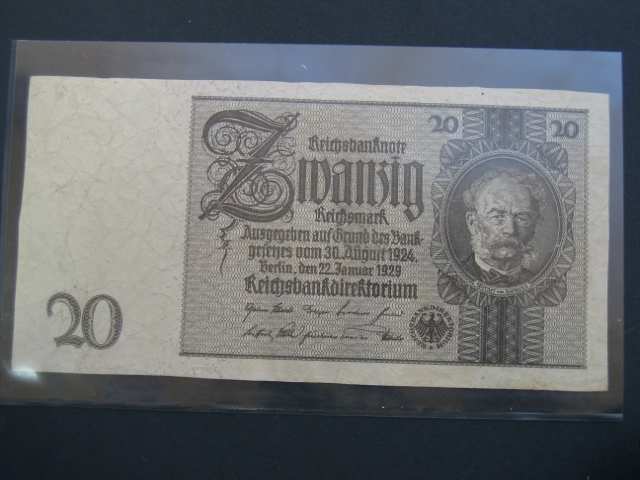 20 20
Reichsbanknote
Zwanzig
Reichsmark
Ausgegeben auf Grund des Bank-
gesetzes vom 30. August 1924.
Berlin, den 22. Januar 1929
Reichsbankdirektorium
20